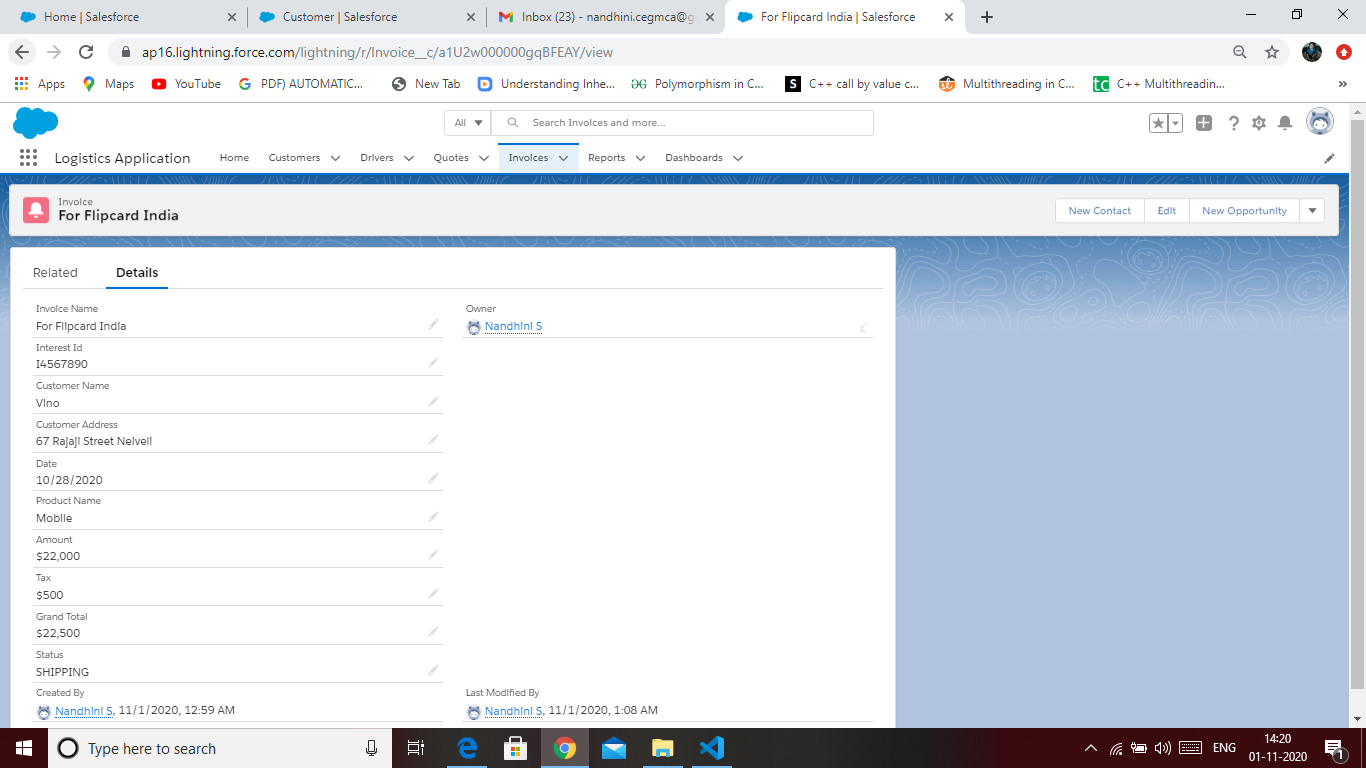 Home | Salesforce
Customer | Salesforce
Inbox (23) - nandhini.cegmca@g
For Flipcard India | Salesforce
ap16.lightning.force.com/lightning/r/Invoice__c/a1U2w000000gqBFEAY/view
Apps Maps YouTube PDF) AUTOMATIC... New Tab Understanding Inhe... Polymorphism in C... C++ call by value c... Multithreading in C... C++ Multithreadin... »
All Search Invoices and more...
Logistics Application Home Customers Drivers Quotes Invoices Reports Dashboards
Invoice
For Flipcard India
New Contact Edit New Opportunity
Related Details
Invoice Name
For Flipcard India
Owner
Nandhini S
Interest Id
I4567890
Customer Name
Vino
Customer Address
67 Rajaji Street Nelveli
Date
10/28/2020
Product Name
Mobile
Amount
$22,000
Tax
$500
Grand Total
$22,500
Status
SHIPPING
Created By
Nandhini S, 11/1/2020, 12:59 AM
Last Modified By
Nandhini S, 11/1/2020, 1:08 AM
Type here to search
ENG
14:20
01-11-2020
1